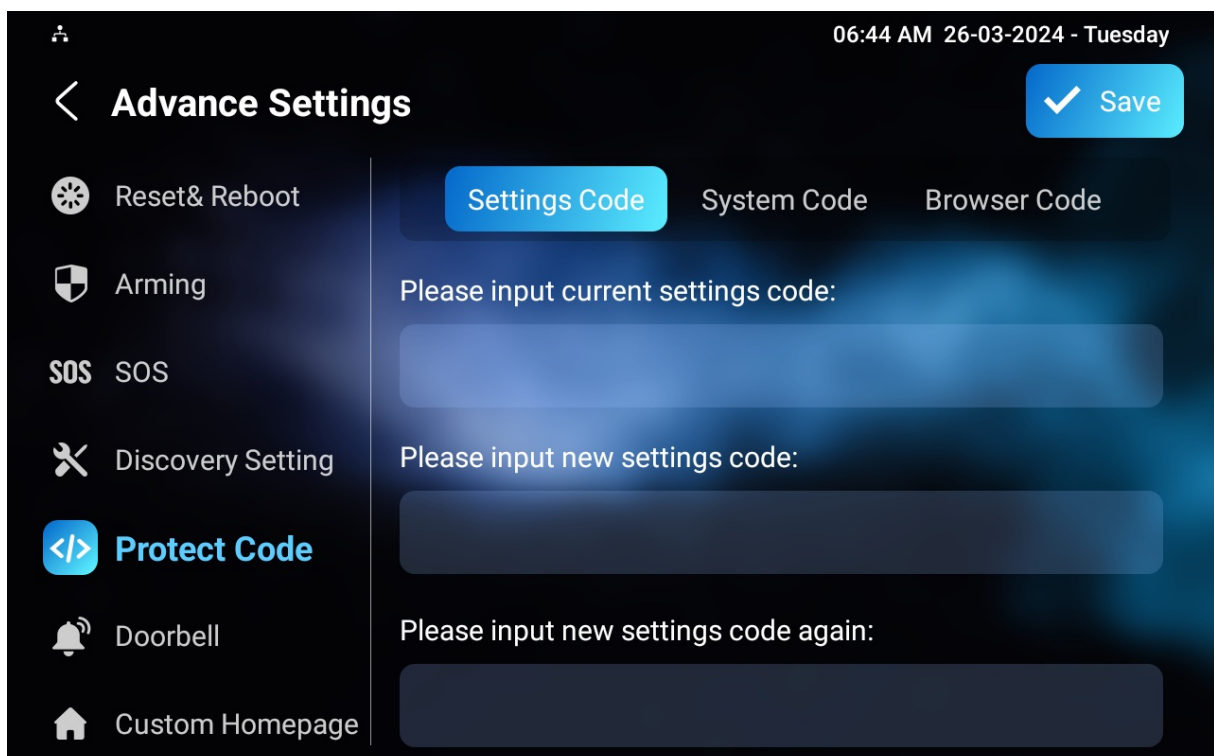 06:44 AM 26-03-2024 - Tuesday
Advance Settings
Save
Reset& Reboot
Arming
SOS SOS
Discovery Setting
Protect Code
Doorbell
Custom Homepage
Settings Code System Code Browser Code
Please input current settings code:
Please input new settings code:
Please input new settings code again: